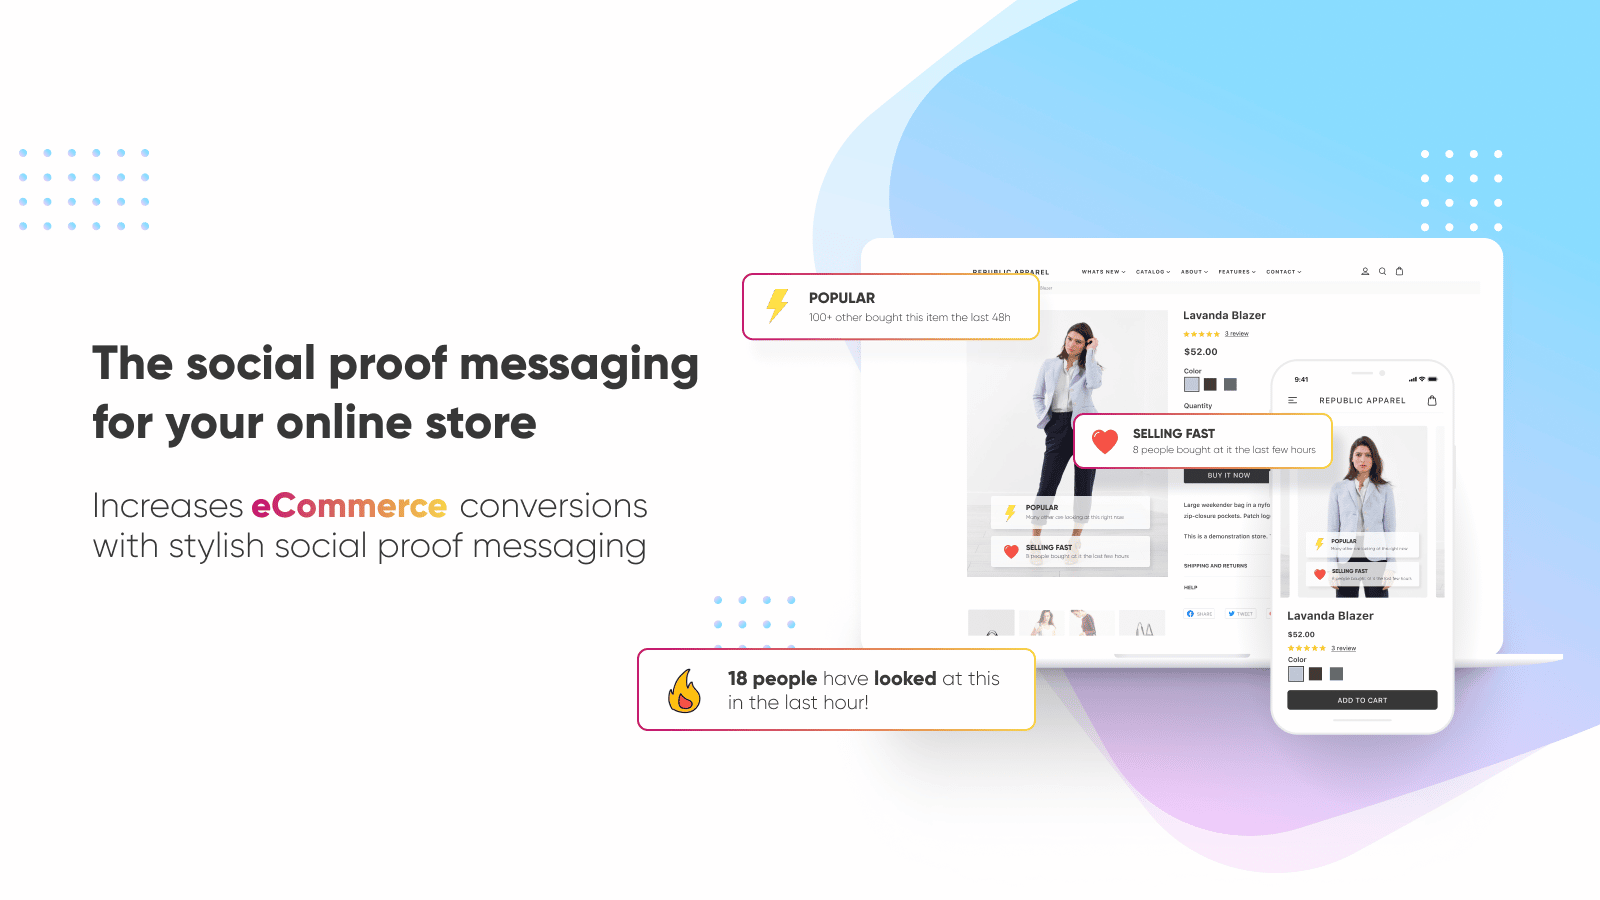 The social proof messaging
for your online store
Increases eCommerce conversions
with stylish social proof messaging
REPUBLIC APPAREL
WHATS NEW
CATALOG
ABOUT
FEATURES
CONTACT
POPULAR
100+ other bought this item the last 48h
Lavanda Blazer
3 review
$52.00
Color
Quantity
SELLING FAST
8 people bought at it the last few hours
BUY IT NOW
Large weekender bag in a nylo
zip-closure pockets. Patch log
This is a demonstration store.
SHIPPING AND RETURNS
HELP
SHARE
TWEET
POPULAR
Many other are looking at this right now
SELLING FAST
8 people bought at it the last few hours
18 people have looked at this
in the last hour!
9:41
REPUBLIC APPAREL
POPULAR
Many other are looking at this right now
SELLING FAST
8 people bought at it the last few hours
Lavanda Blazer
$52.00
3 review
Color
ADD TO CART